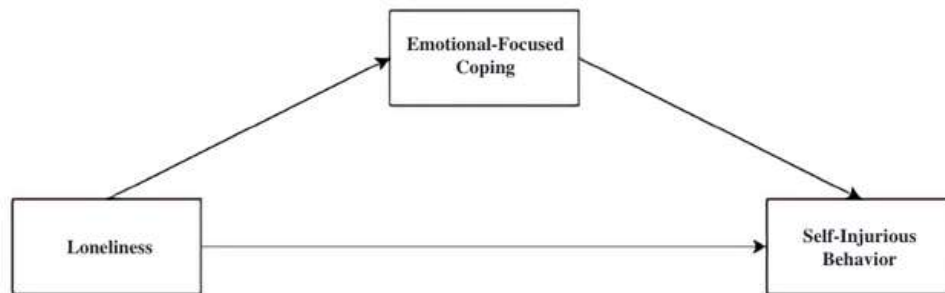 Emotional-Focused
Coping
Loneliness
Self-Injurious
Behavior